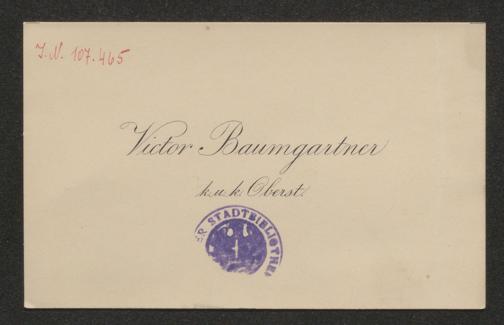 J.N. 107.465
Victor Baumgartner
k. u. k. Oberst.
STADTBIBLIOTHEK